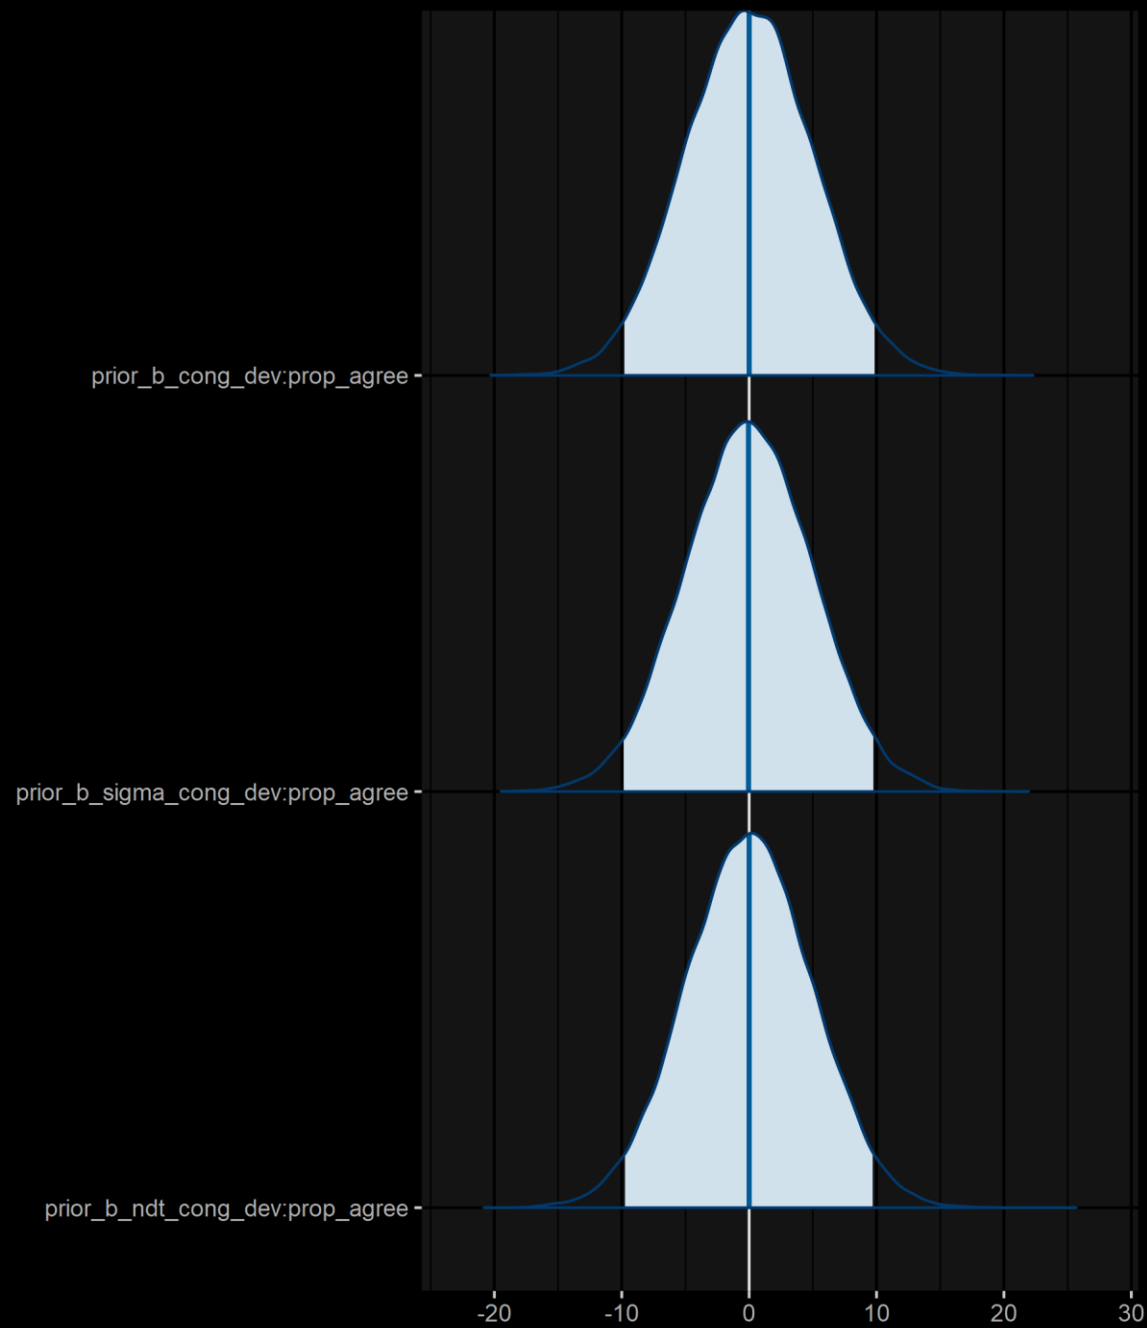 prior_b_cong_dev:prop_agree
prior_b_sigma_cong_dev:prop_agree
prior_b_ndt_cong_dev:prop_agree
-20 -10 0 10 20 30